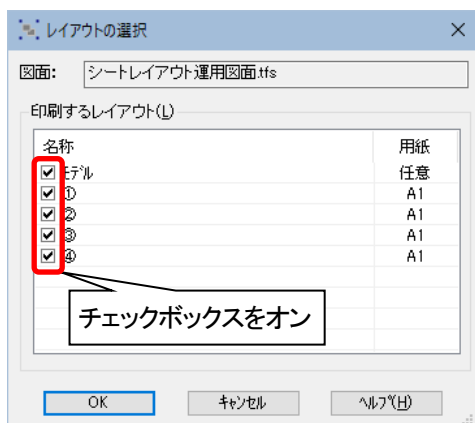 レイアウトの選択
図面: シートレイアウト運用図面.tfs
印刷するレイアウト(L)
名称 用紙
モデル 任意
① A1
② A1
③ A1
④ A1
チェックボックスをオン
OK キャンセル ヘルプ(H)